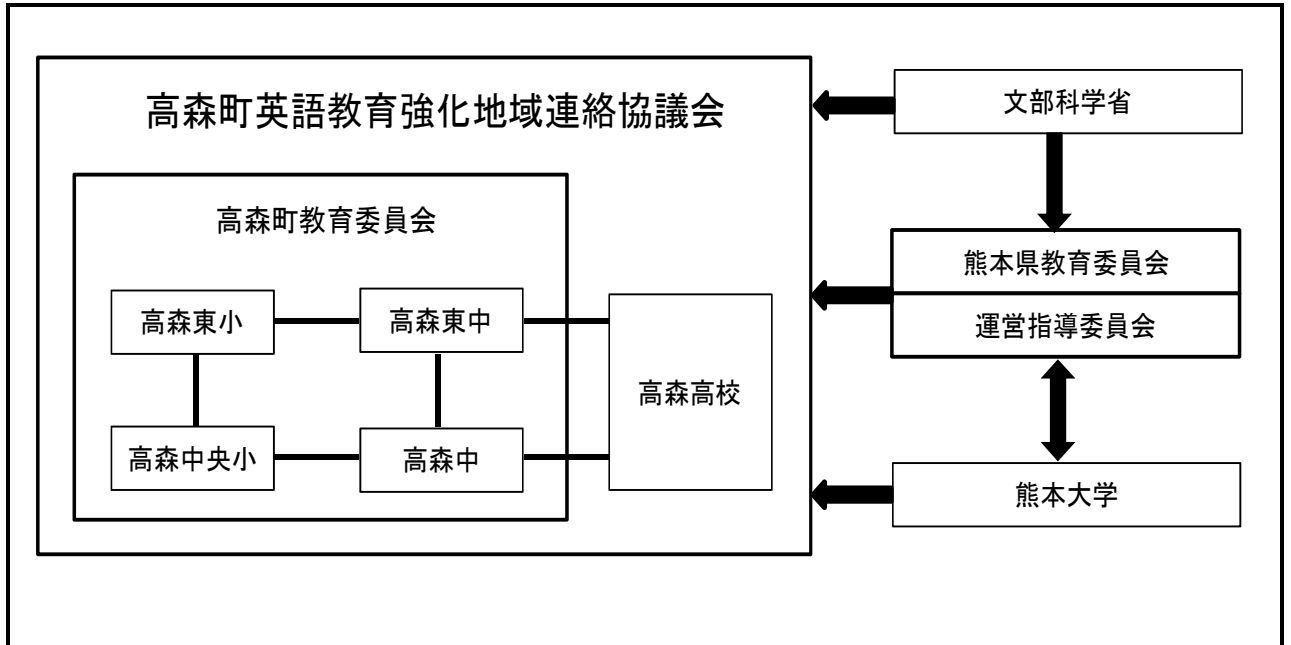 高森町英語教育強化地域連絡協議会
高森町教育委員会
高森東小
高森東中
高森中央小
高森中
高森高校
文部科学省
熊本県教育委員会
運営指導委員会
熊本大学